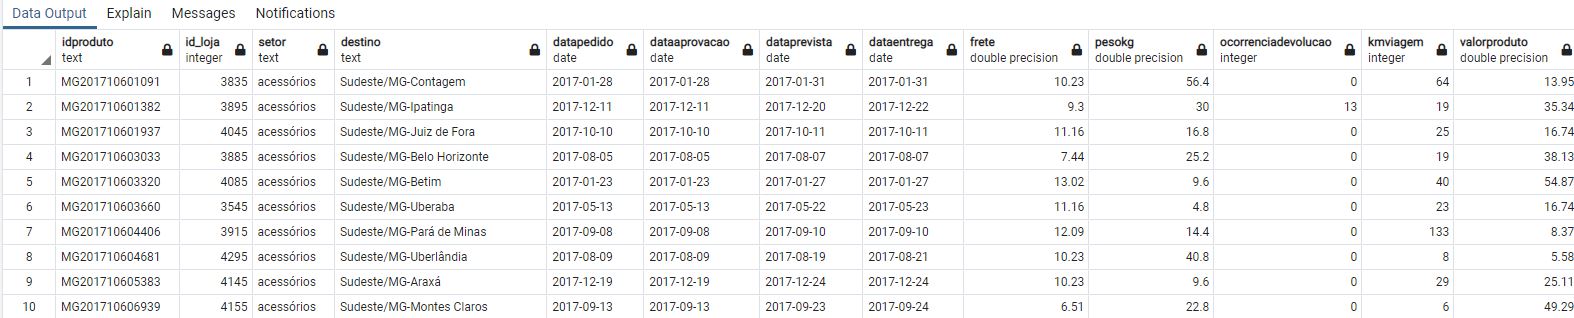 Data Output Explain Messages Notifications
idproduto id_loja setor destino datapedido dataaprovacao dataprevista dataentrega frete pesokg ocorrenciadevolucao kmviagem valorproduto
text integer text text date date date date double precision double precision integer integer double precision
1 MG201710601091 3835 acessórios Sudeste/MG-Contagem 2017-01-28 2017-01-28 2017-01-31 2017-01-31 10.23 56.4 0 64 13.95
2 MG201710601382 3895 acessórios Sudeste/MG-Ipatinga 2017-12-11 2017-12-11 2017-12-20 2017-12-22 9.3 30 13 19 35.34
3 MG201710601937 4045 acessórios Sudeste/MG-Juiz de Fora 2017-10-10 2017-10-10 2017-10-11 2017-10-11 11.16 16.8 0 25 16.74
4 MG201710603033 3885 acessórios Sudeste/MG-Belo Horizonte 2017-08-05 2017-08-05 2017-08-07 2017-08-07 7.44 25.2 0 19 38.13
5 MG201710603320 4085 acessórios Sudeste/MG-Betim 2017-01-23 2017-01-23 2017-01-27 2017-01-27 13.02 9.6 0 40 54.87
6 MG201710603660 3545 acessórios Sudeste/MG-Uberaba 2017-05-13 2017-05-13 2017-05-22 2017-05-23 11.16 4.8 0 23 16.74
7 MG201710604406 3915 acessórios Sudeste/MG-Pará de Minas 2017-09-08 2017-09-08 2017-09-10 2017-09-10 12.09 14.4 0 133 8.37
8 MG201710604681 4295 acessórios Sudeste/MG-Uberlândia 2017-08-09 2017-08-09 2017-08-19 2017-08-21 10.23 40.8 0 8 5.58
9 MG201710605383 4145 acessórios Sudeste/MG-Araxá 2017-12-19 2017-12-19 2017-12-24 2017-12-24 10.23 9.6 0 29 25.11
10 MG201710606939 4155 acessórios Sudeste/MG-Montes Claros 2017-09-13 2017-09-13 2017-09-23 2017-09-24 6.51 22.8 0 6 49.29